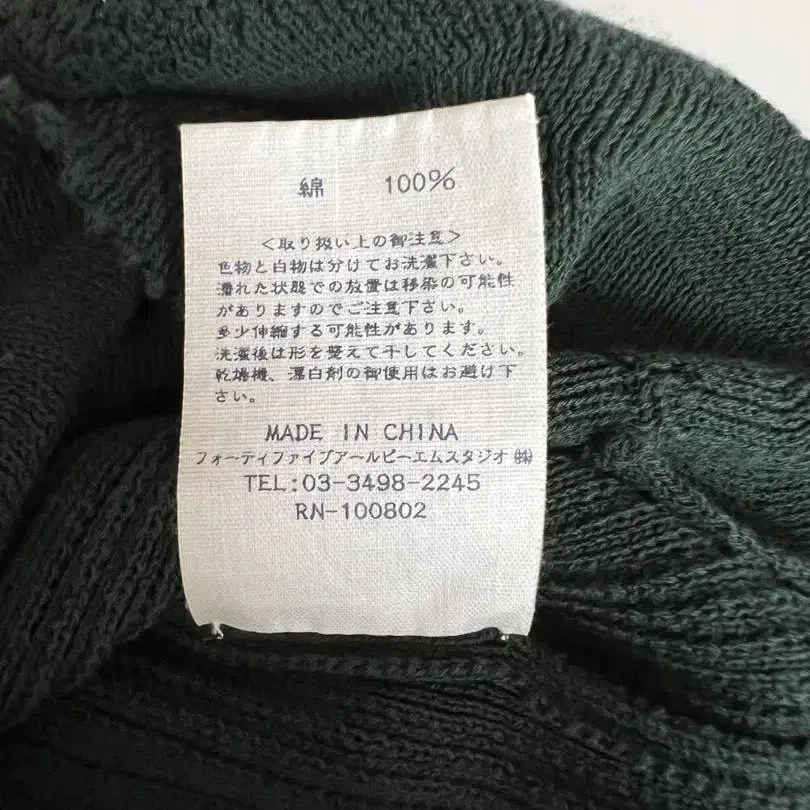 綿 100%
<取り扱い上の御注意>
色物と白物は分けてお洗濯下さい。
濡れた状態での放置は移染の可能性
がありますのでご注意下さい。
多少伸縮する可能性があります。
洗濯後は形を整えて干してください。
乾燥機、漂白剤の御使用はお避け下
さい。
MADE IN CHINA
フォーティファイブアールピーエムスタジオ㈱
TEL:03-3498-2245
RN-100802